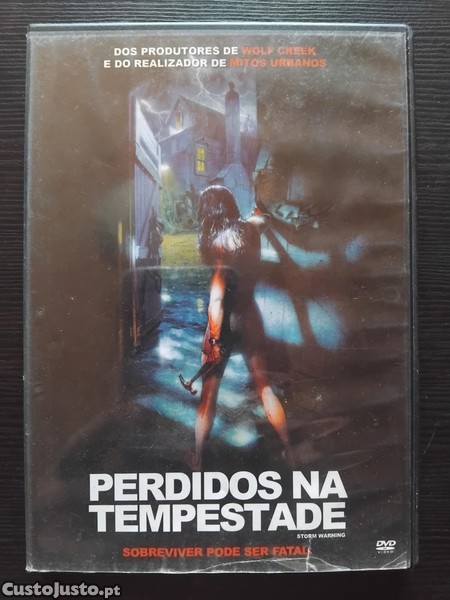 DOS PRODUTORES DE WOLF CREEK
E DO REALIZADOR DE MITOS URBANOS
PERDIDOS NA
TEMPESTADE
STORM WARNING
SOBREVIVER PODE SER FATAL
DVD
VIDEO
CustoJusto.pt